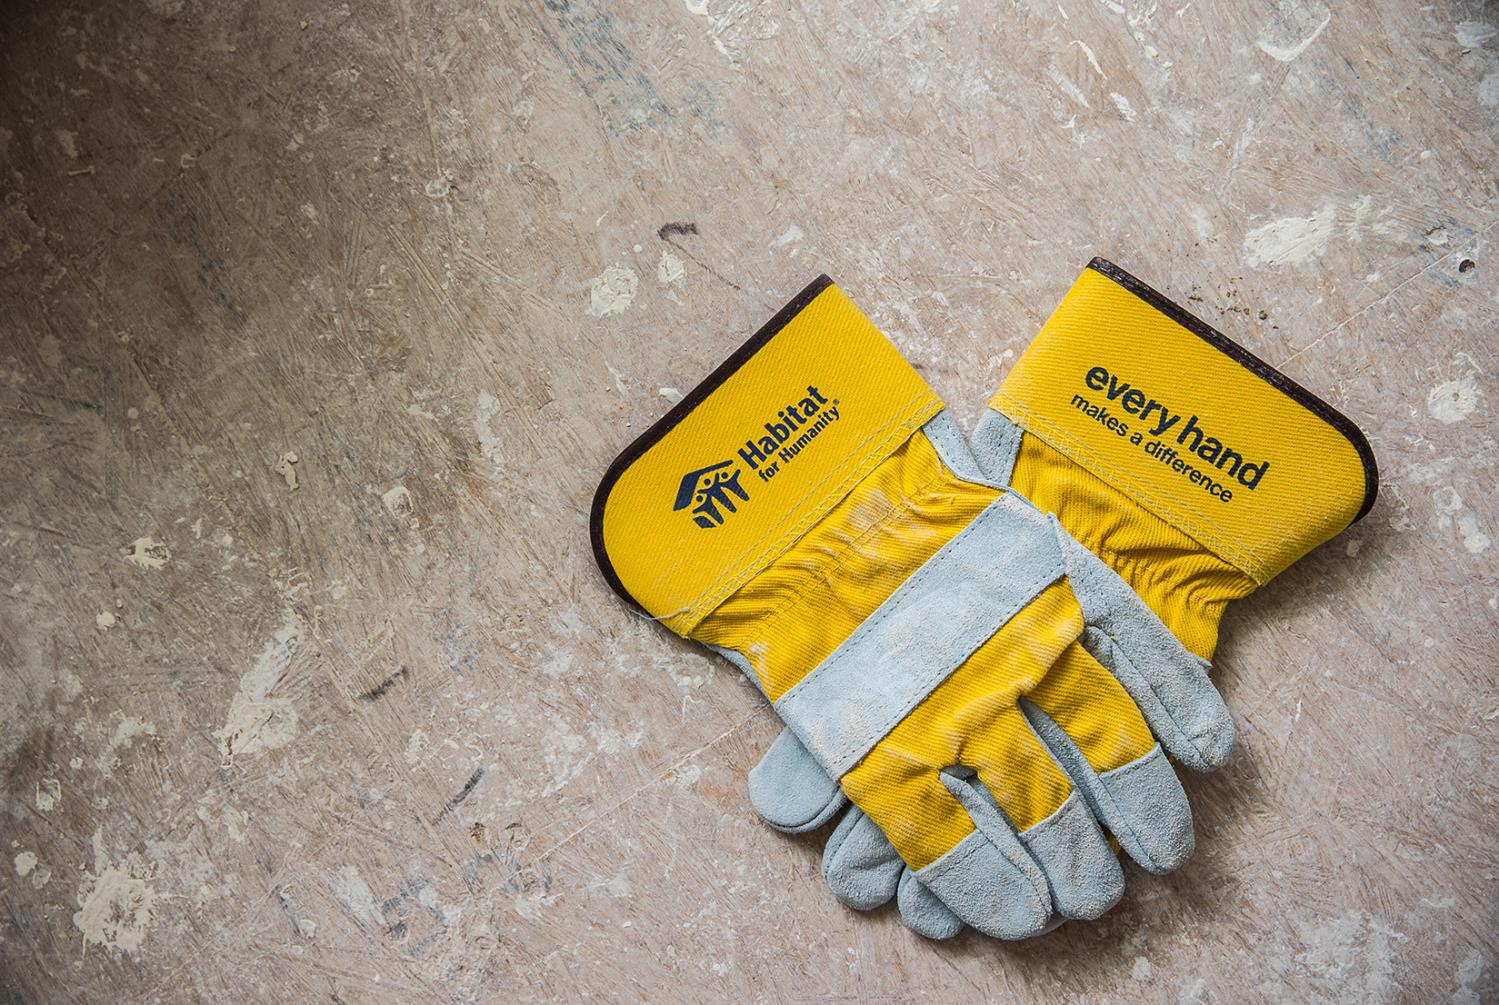 Habitat
for Humanity®
every hand
makes a difference